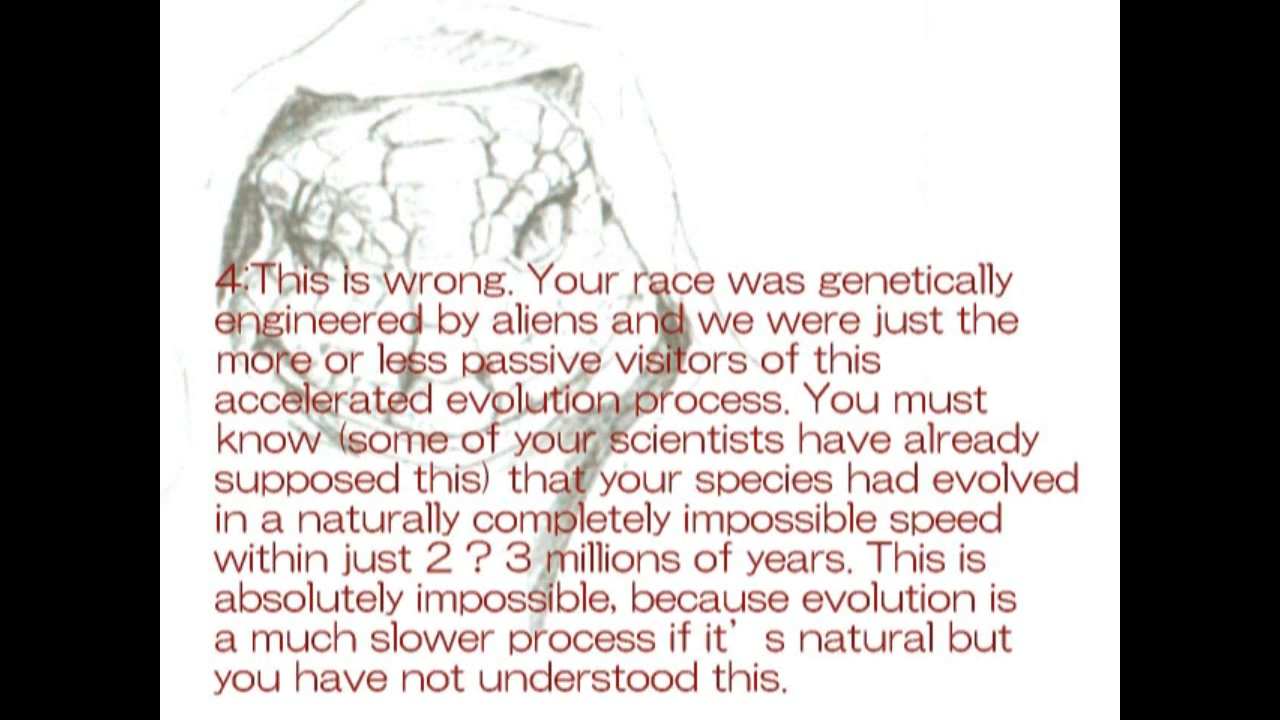 4:This is wrong. Your race was genetically
engineered by aliens and we were just the
more or less passive visitors of this
accelerated evolution process. You must
know (some of your scientists have already
supposed this) that your species had evolved
in a naturally completely impossible speed
within just 2 ? 3 millions of years. This is
absolutely impossible, because evolution is
a much slower process if it’ s natural but
you have not understood this.